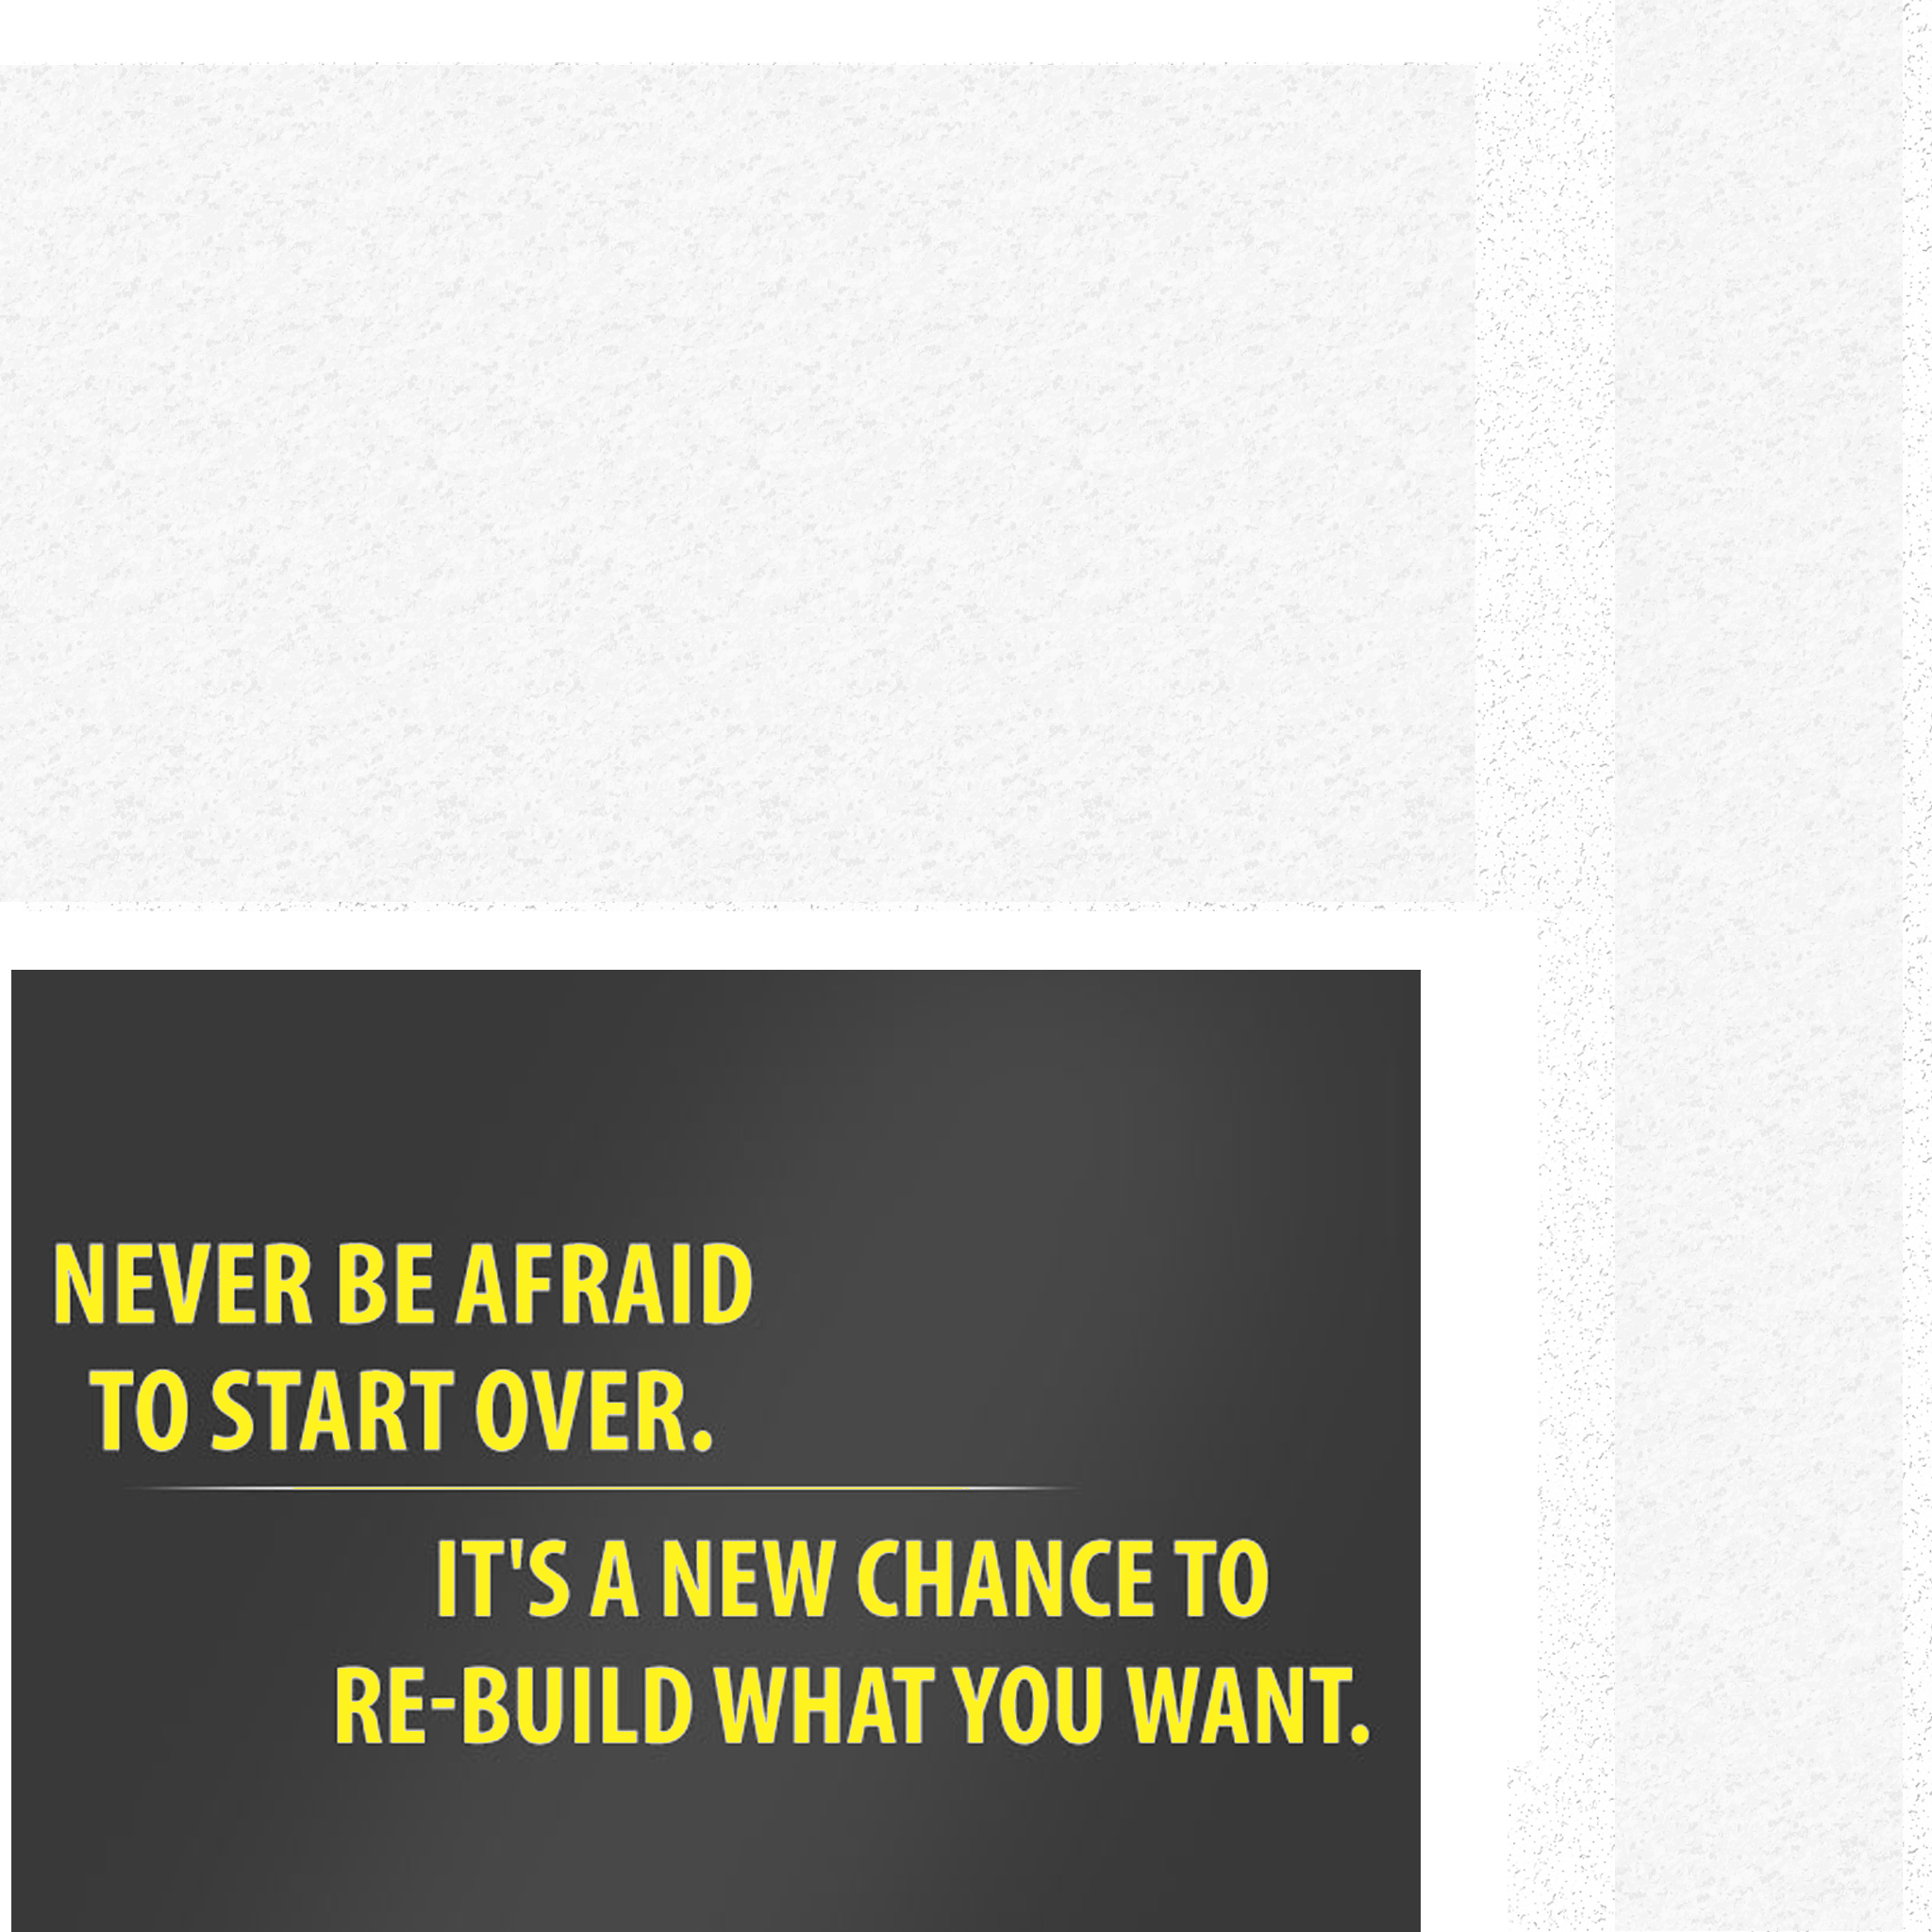 NEVER BE AFRAID
TO START OVER.
IT'S A NEW CHANCE TO
RE-BUILD WHAT YOU WANT.